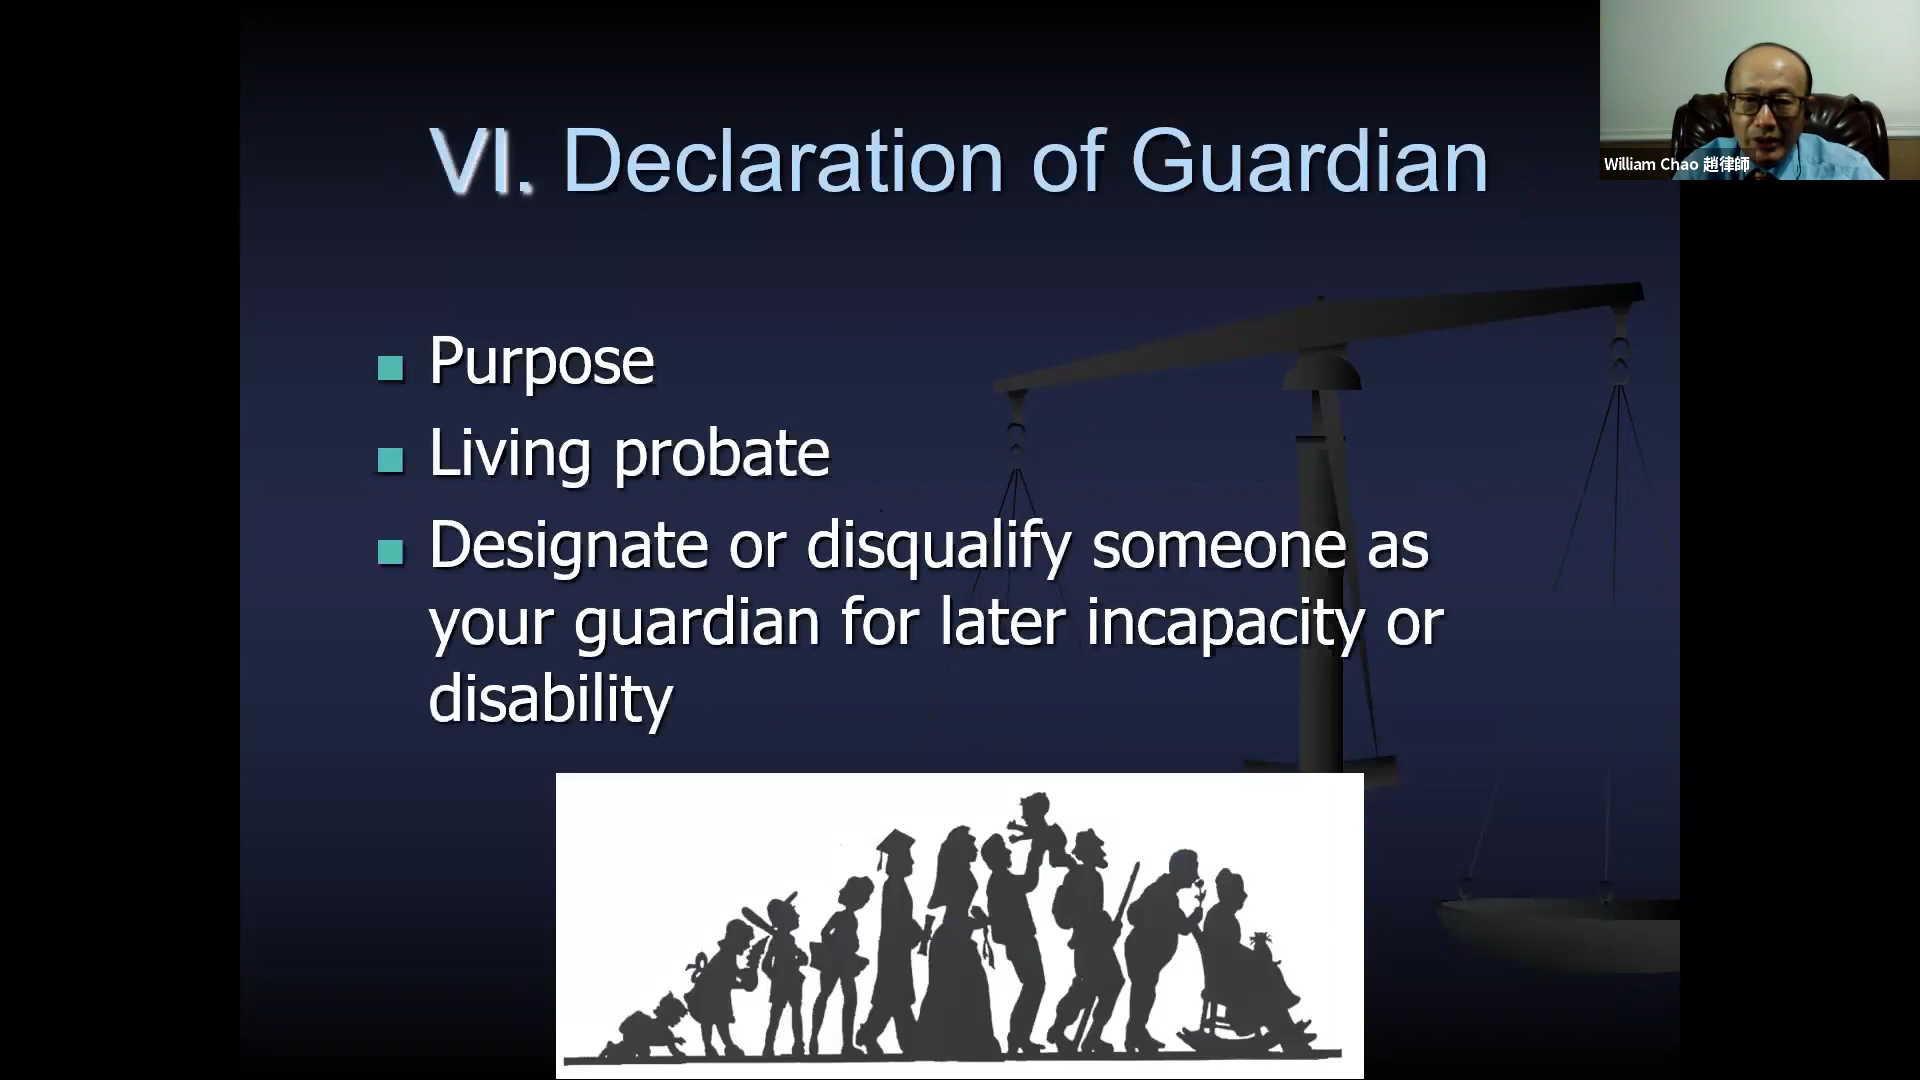 VI. Declaration of Guardian
William Chao 趙律師
Purpose
Living probate
Designate or disqualify someone as
your guardian for later incapacity or
disability